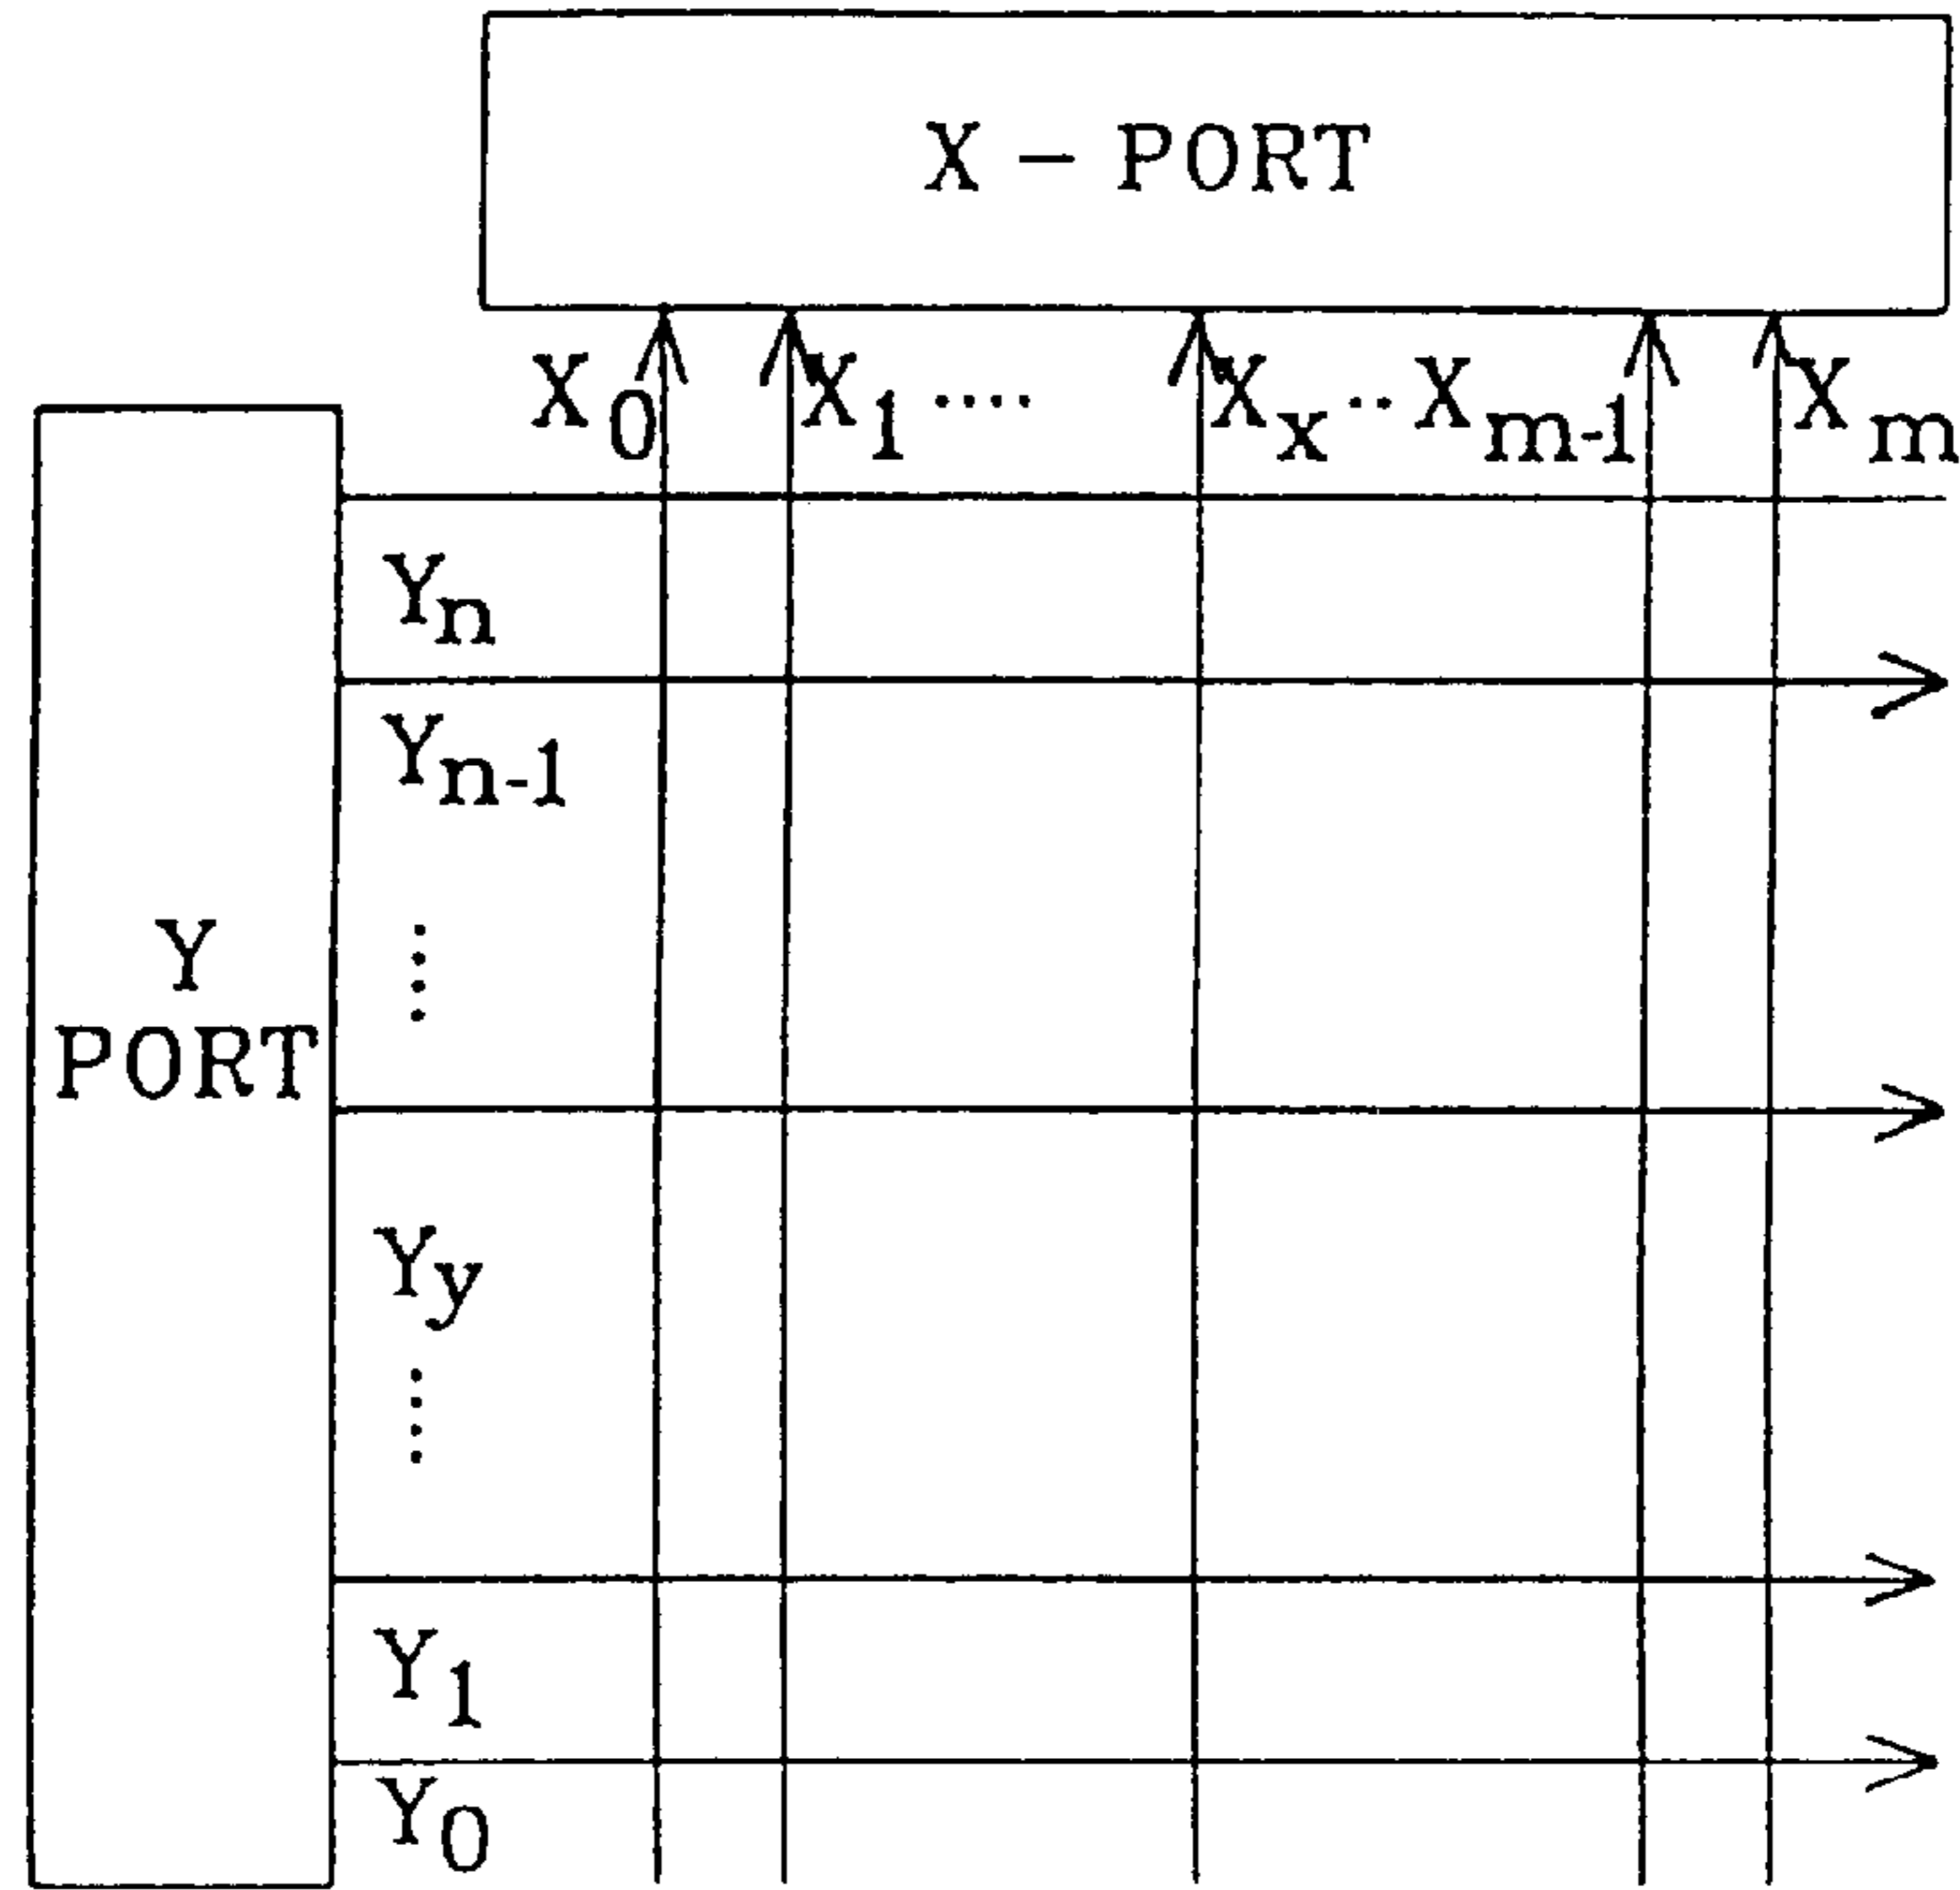 X - PORT
X0 X1 .... Xx .. Xm-1 Xm
Yn
Yn-1
Y
PORT
Yy
Y1
Y0